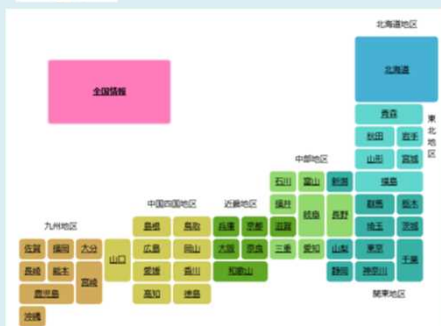 北海道地区
北海道
全国情報
青森
東北地区
秋田 岩手
山形 宮城
中部地区
石川 富山 新潟 福島
中国四国地区 近畿地区
福井 岐阜 長野 群馬 栃木
九州地区
島根 鳥取 兵庫 京都 滋賀 埼玉 茨城
佐賀 福岡 大分 山口 広島 岡山 大阪 奈良 三重 愛知 山梨 東京 千葉
長崎 熊本 宮崎 愛媛 香川 和歌山 静岡 神奈川
鹿児島 高知 徳島 関東地区
沖縄